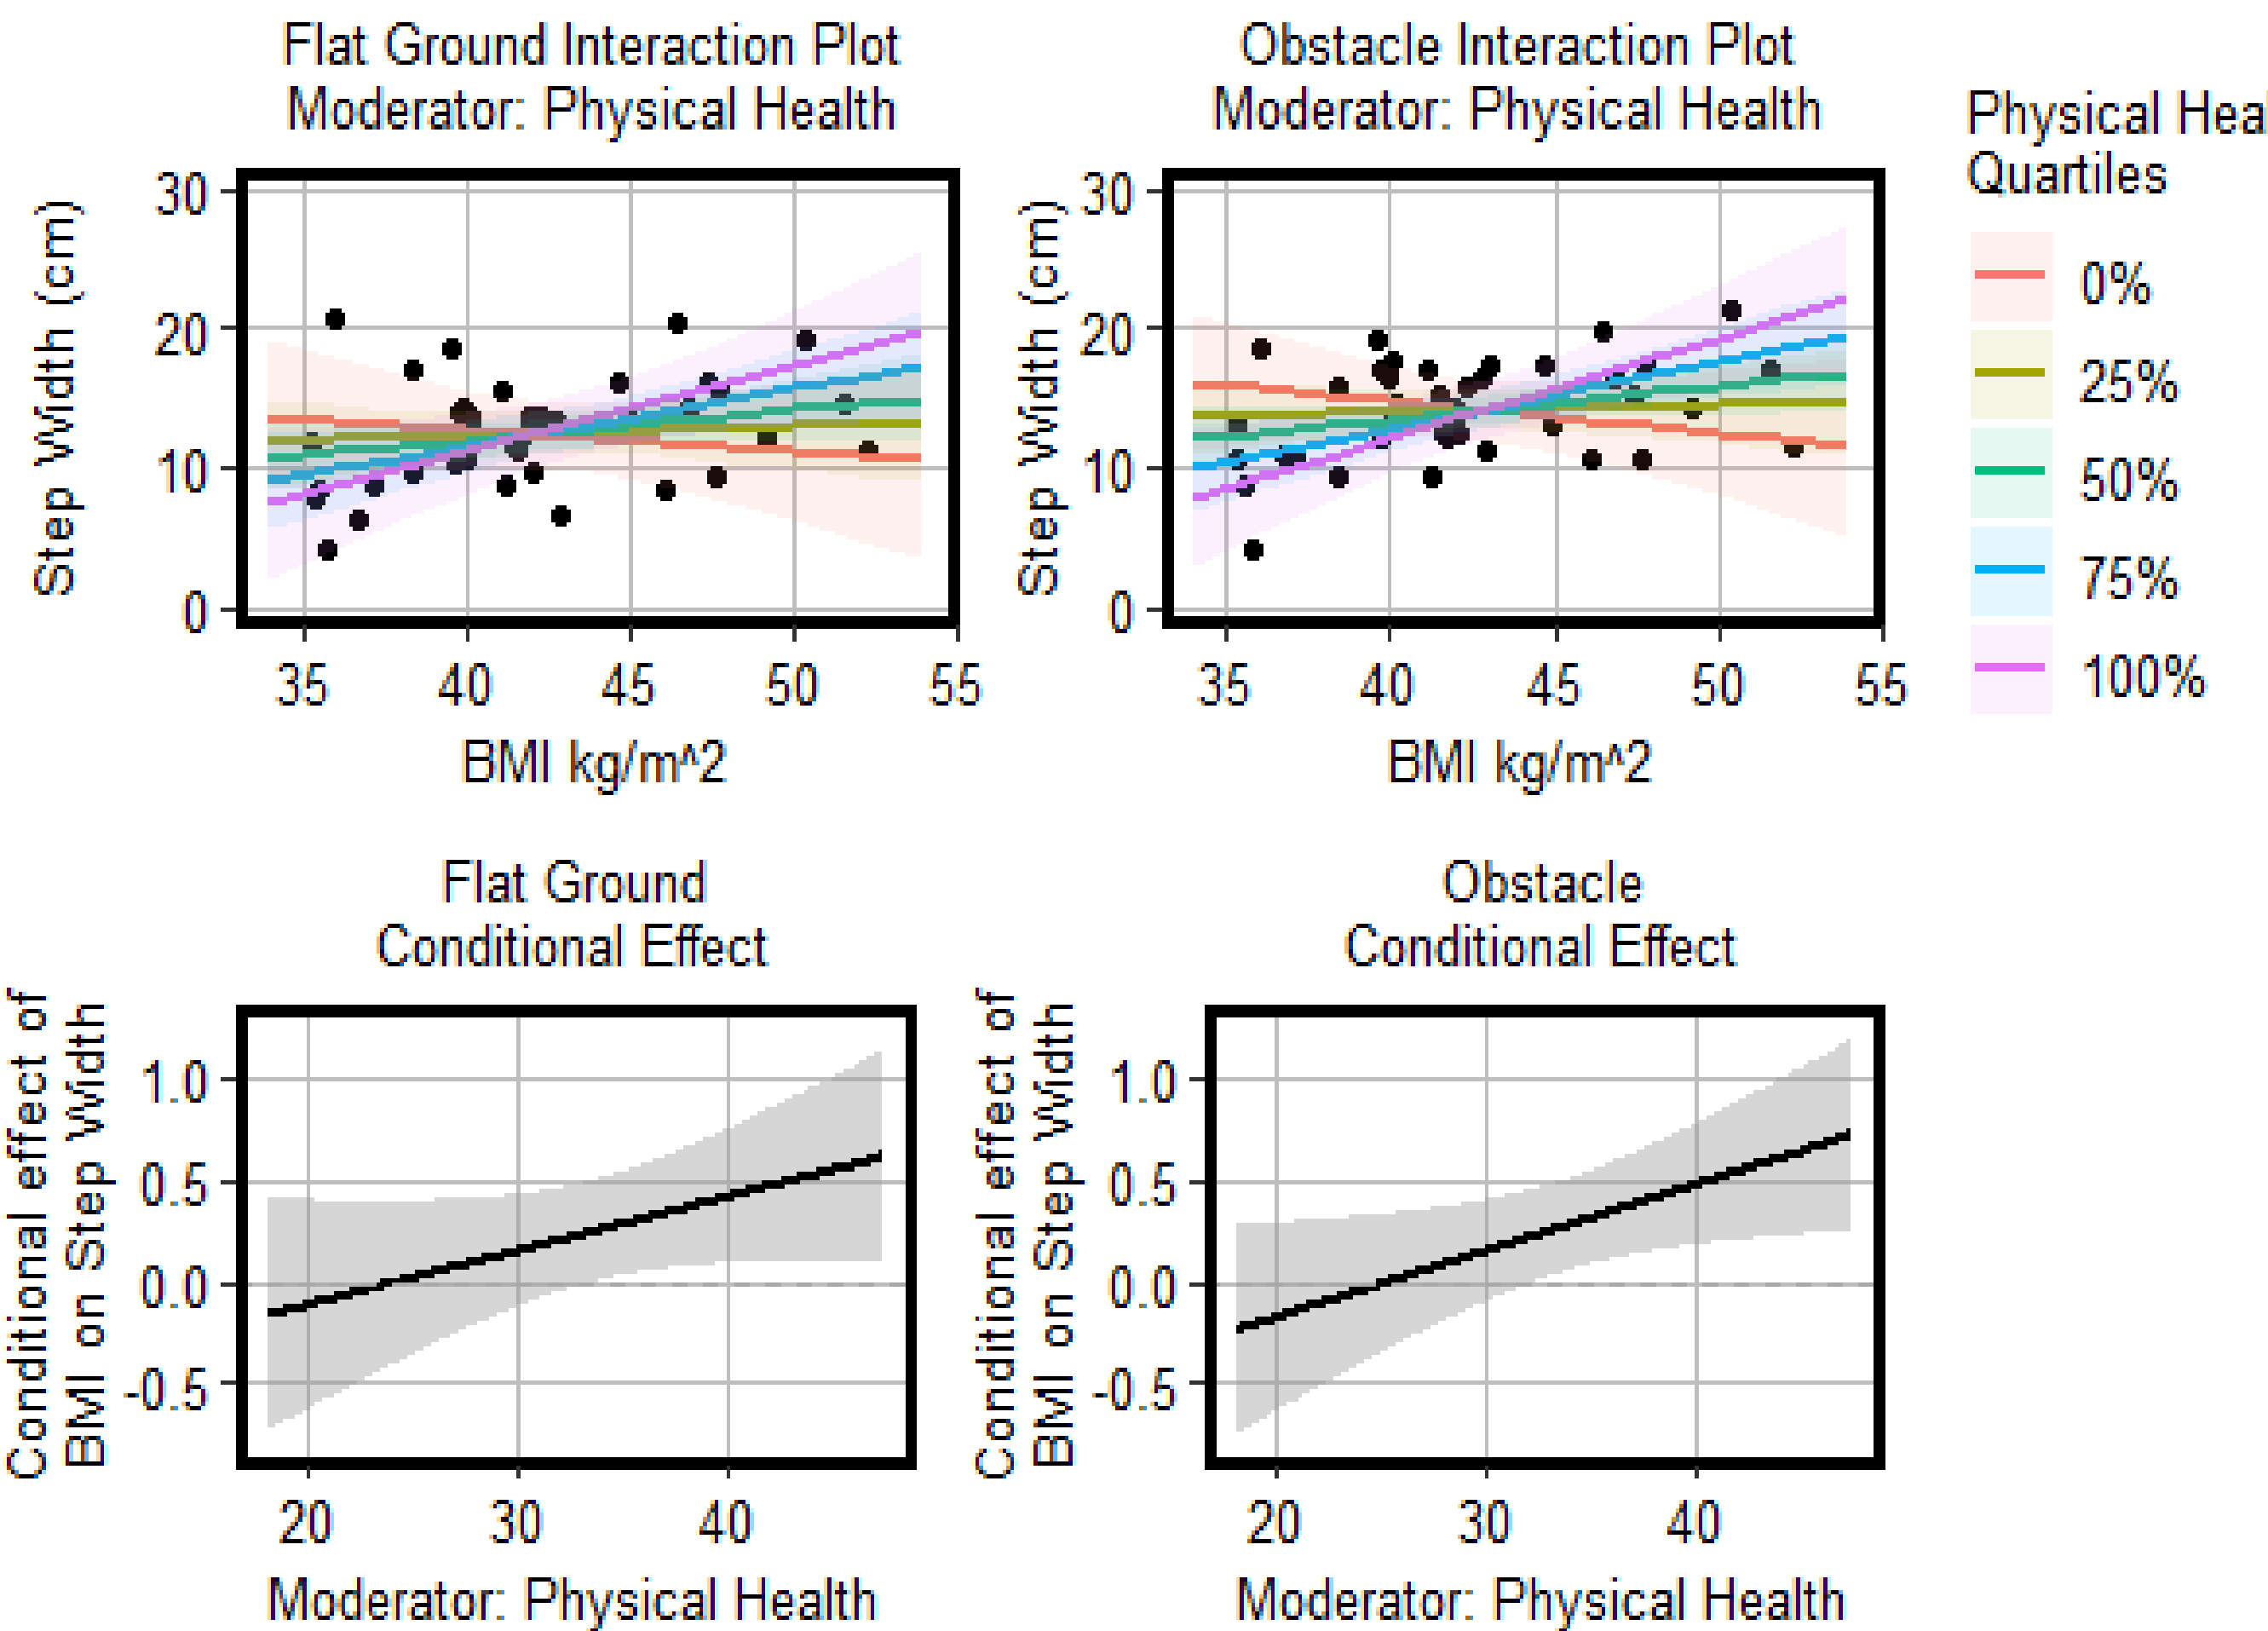 Flat Ground Interaction Plot
Moderator: Physical Health
Obstacle Interaction Plot
Moderator: Physical Health
Physical Hea
Quartiles
0%
25%
50%
75%
100%
Step Width (cm)
30
20
10
0
35 40 45 50 55
BMI kg/m^2
Step Width (cm)
30
20
10
0
35 40 45 50 55
BMI kg/m^2
Flat Ground
Conditional Effect
Conditional effect of
BMI on Step Width
1.0
0.5
0.0
-0.5
20 30 40
Moderator: Physical Health
Obstacle
Conditional Effect
Conditional effect of
BMI on Step Width
1.0
0.5
0.0
-0.5
20 30 40
Moderator: Physical Health